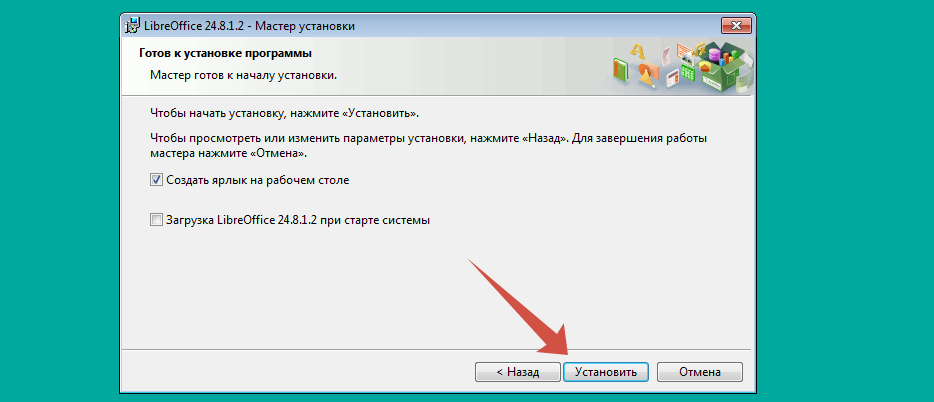 LibreOffice 24.8.1.2 - Мастер установки
Готов к установке программы
Мастер готов к началу установки.
Чтобы начать установку, нажмите «Установить».
Чтобы просмотреть или изменить параметры установки, нажмите «Назад». Для завершения работы
мастера нажмите «Отмена».
Создать ярлык на рабочем столе
Загрузка LibreOffice 24.8.1.2 при старте системы
< Назад
Установить
Отмена